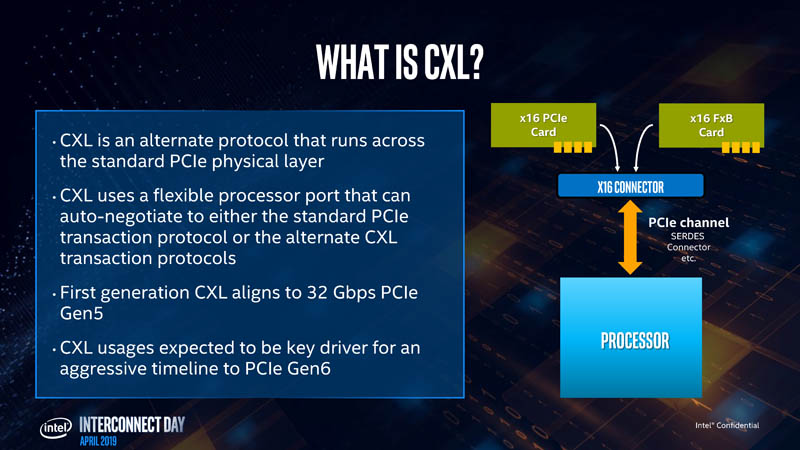 WHAT IS CXL?
· CXL is an alternate protocol that runs across
the standard PCIe physical layer
· CXL uses a flexible processor port that can
auto-negotiate to either the standard PCIe
transaction protocol or the alternate CXL
transaction protocols
· First generation CXL aligns to 32 Gbps PCIe
Gen5
· CXL usages expected to be key driver for an
aggressive timeline to PCIe Gen6
x16 PCIe
Card
x16 FxB
Card
X16 CONNECTOR
PCIe channel
SERDES
Connector
etc.
PROCESSOR
intel
INTERCONNECT DAY
APRIL 2019
Intel® Confidential